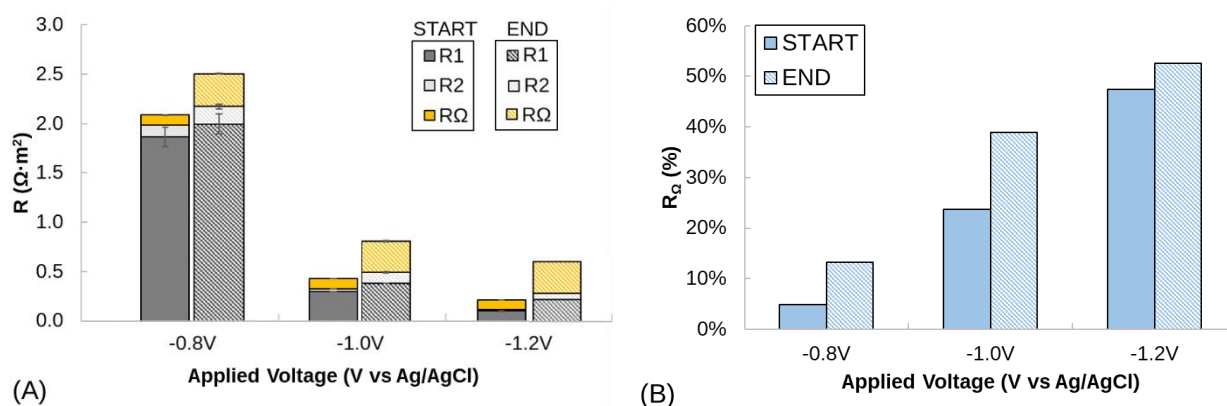 START END
R1 R1
R2 R2
RΩ RΩ
3.0
2.5
2.0
1.5
1.0
0.5
0.0
R (Ω·m²)
-0.8V -1.0V -1.2V
Applied Voltage (V vs Ag/AgCl)
(A)
START
END
60%
50%
40%
30%
20%
10%
0%
RΩ (%)
-0.8V -1.0V -1.2V
Applied Voltage (V vs Ag/AgCl)
(B)